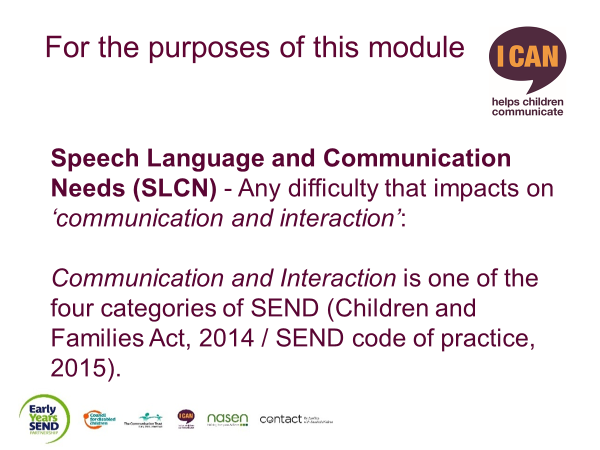 For the purposes of this module
I CAN
helps children
communicate
Speech Language and Communication
Needs (SLCN) - Any difficulty that impacts on
‘communication and interaction’:
Communication and Interaction is one of the
four categories of SEND (Children and
Families Act, 2014 / SEND code of practice,
2015).
Early
Years
SEND
PARTNERSHIP
Council
for disabled
children
The Communication Trust
I CAN
nasen
contact